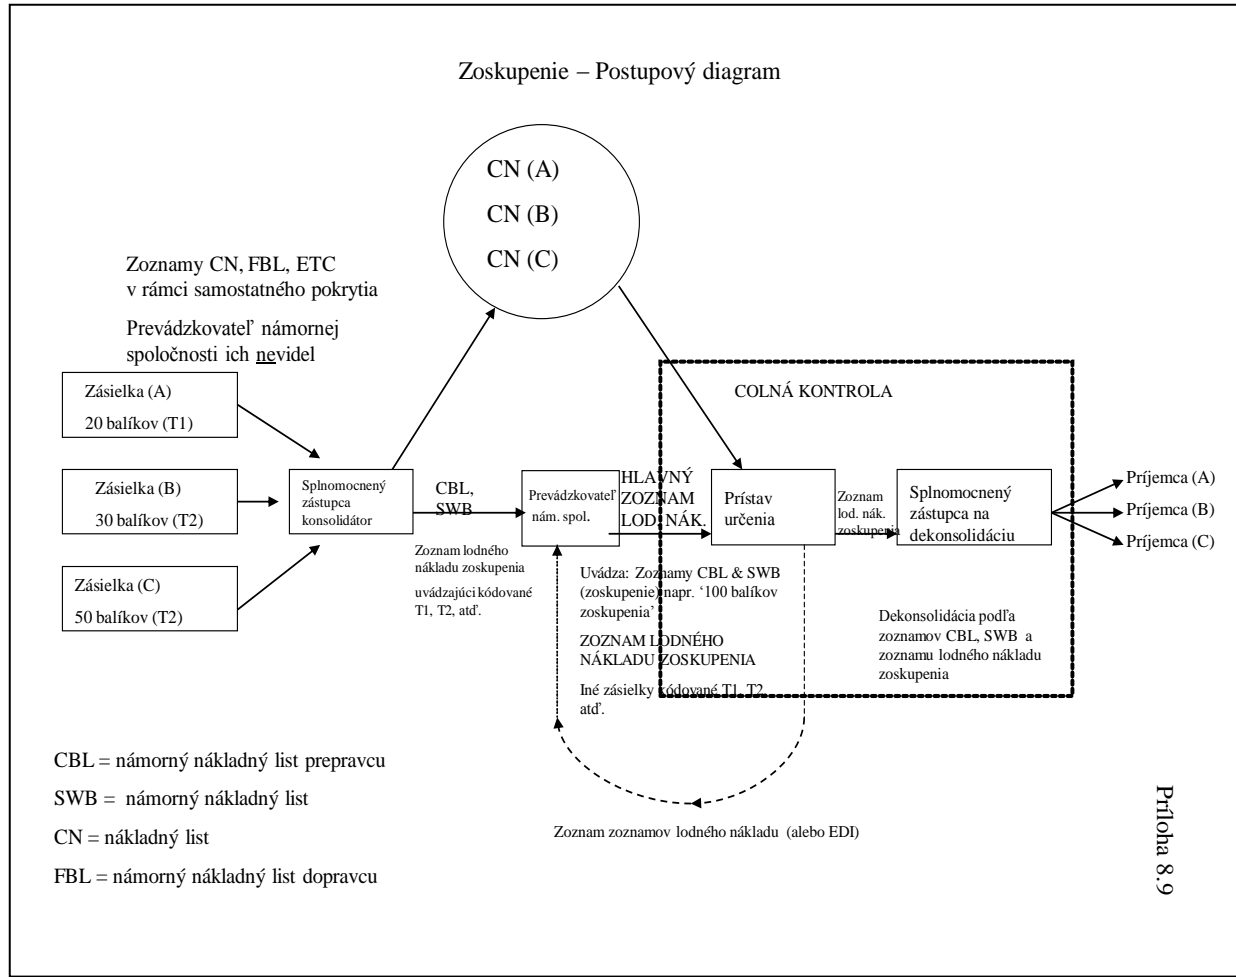 Zoskupenie – Postupový diagram
CN (A)
CN (B)
CN (C)
Zoznamy CN, FBL, ETC
v rámci samostatného pokrytia
Prevádzkovateľ námornej
spoločnosti ich nevidel
Zásielka (A)
20 balíkov (T1)
Zásielka (B)
30 balíkov (T2)
Zásielka (C)
50 balíkov (T2)
Splnomocnený
zástupca
konsolidátor
CBL,
SWB
Zoznam lodného
nákladu zoskupenia
uvádzajúci kódované
T1, T2, atď.
Prevádzkovateľ
nám. spol.
HLAVNÝ
ZOZNAM
LOD. NÁK.
Uvádza: Zoznamy CBL & SWB
(zoskupenie) napr. ‘100 balíkov
zoskupenia’
ZOZNAM LODNÉHO
NÁKLADU ZOSKUPENIA
Iné zásielky kódované T1, T2,
atď.
COLNÁ KONTROLA
Prístav
určenia
Zoznam
lod. nák.
zoskupenia
Splnomocnený
zástupca na
dekonsolidáciu
Dekonsolidácia podľa
zoznamov CBL, SWB a
zoznamu lodného nákladu
zoskupenia
Príjemca (A)
Príjemca (B)
Príjemca (C)
Zoznam zoznamov lodného nákladu (alebo EDI)
CBL = námorný nákladný list prepravcu
SWB = námorný nákladný list
CN = nákladný list
FBL = námorný nákladný list dopravcu
Príloha 8.9